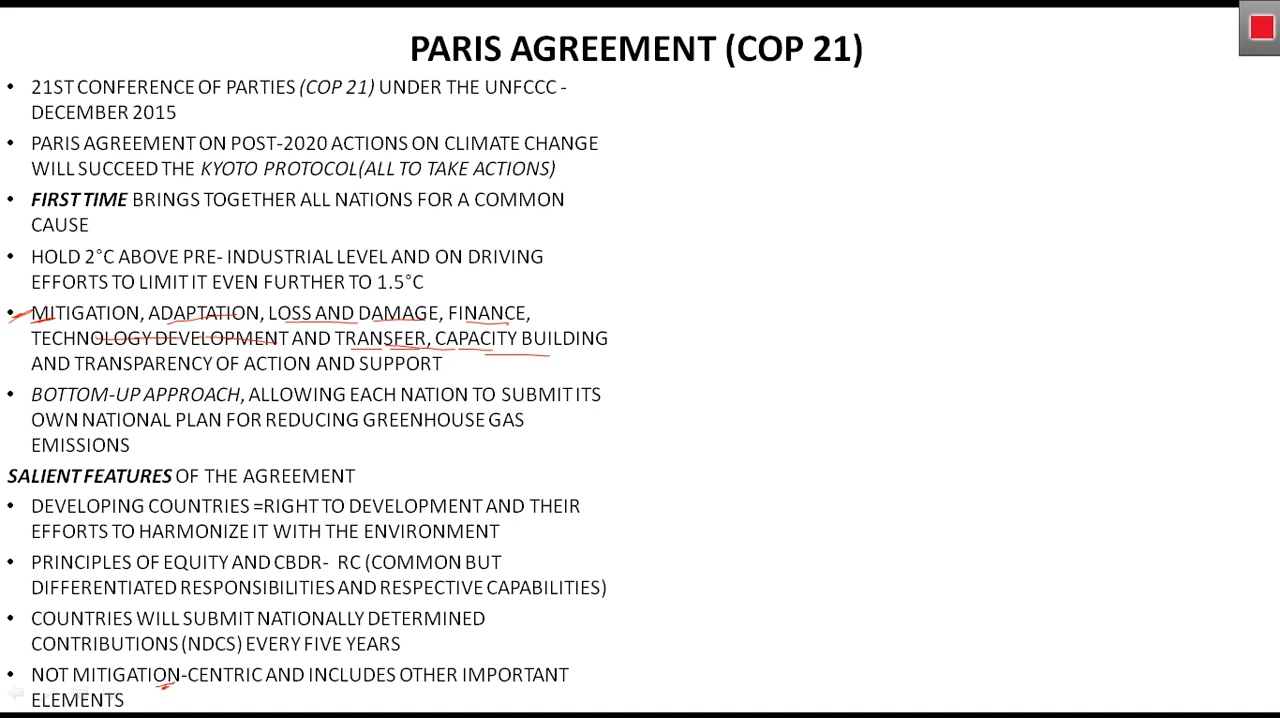 PARIS AGREEMENT (COP 21)
• 21ST CONFERENCE OF PARTIES (COP 21) UNDER THE UNFCCC -
DECEMBER 2015
• PARIS AGREEMENT ON POST-2020 ACTIONS ON CLIMATE CHANGE
WILL SUCCEED THE KYOTO PROTOCOL(ALL TO TAKE ACTIONS)
• FIRST TIME BRINGS TOGETHER ALL NATIONS FOR A COMMON
CAUSE
• HOLD 2°C ABOVE PRE- INDUSTRIAL LEVEL AND ON DRIVING
EFFORTS TO LIMIT IT EVEN FURTHER TO 1.5°C
• MITIGATION, ADAPTATION, LOSS AND DAMAGE, FINANCE,
TECHNOLOGY DEVELOPMENT AND TRANSFER, CAPACITY BUILDING
AND TRANSPARENCY OF ACTION AND SUPPORT
• BOTTOM-UP APPROACH, ALLOWING EACH NATION TO SUBMIT ITS
OWN NATIONAL PLAN FOR REDUCING GREENHOUSE GAS
EMISSIONS
SALIENT FEATURES OF THE AGREEMENT
• DEVELOPING COUNTRIES =RIGHT TO DEVELOPMENT AND THEIR
EFFORTS TO HARMONIZE IT WITH THE ENVIRONMENT
• PRINCIPLES OF EQUITY AND CBDR- RC (COMMON BUT
DIFFERENTIATED RESPONSIBILITIES AND RESPECTIVE CAPABILITIES)
• COUNTRIES WILL SUBMIT NATIONALLY DETERMINED
CONTRIBUTIONS (NDCS) EVERY FIVE YEARS
• NOT MITIGATION-CENTRIC AND INCLUDES OTHER IMPORTANT
ELEMENTS